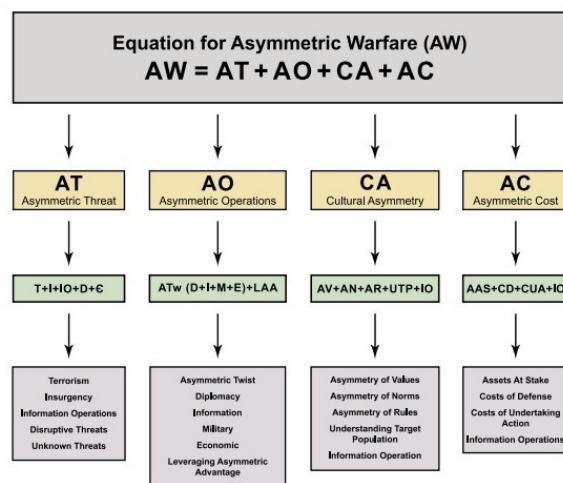 Equation for Asymmetric Warfare (AW)
AW = AT + AO + CA + AC
AT
Asymmetric Threat
AO
Asymmetric Operations
CA
Cultural Asymmetry
AC
Asymmetric Cost
T+I+IO+D+Є
ATw (D+I+M+E)+LAA
AV+AN+AR+UTP+IO
AAS+CD+CUA+IO
Terrorism
Insurgency
Information Operations
Disruptive Threats
Unknown Threats
Asymmetric Twist
Diplomacy
Information
Military
Economic
Leveraging Asymmetric
Advantage
Asymmetry of Values
Asymmetry of Norms
Asymmetry of Rules
Understanding Target
Population
Information Operation
Assets At Stake
Costs of Defense
Costs of Undertaking
Action
Information Operations